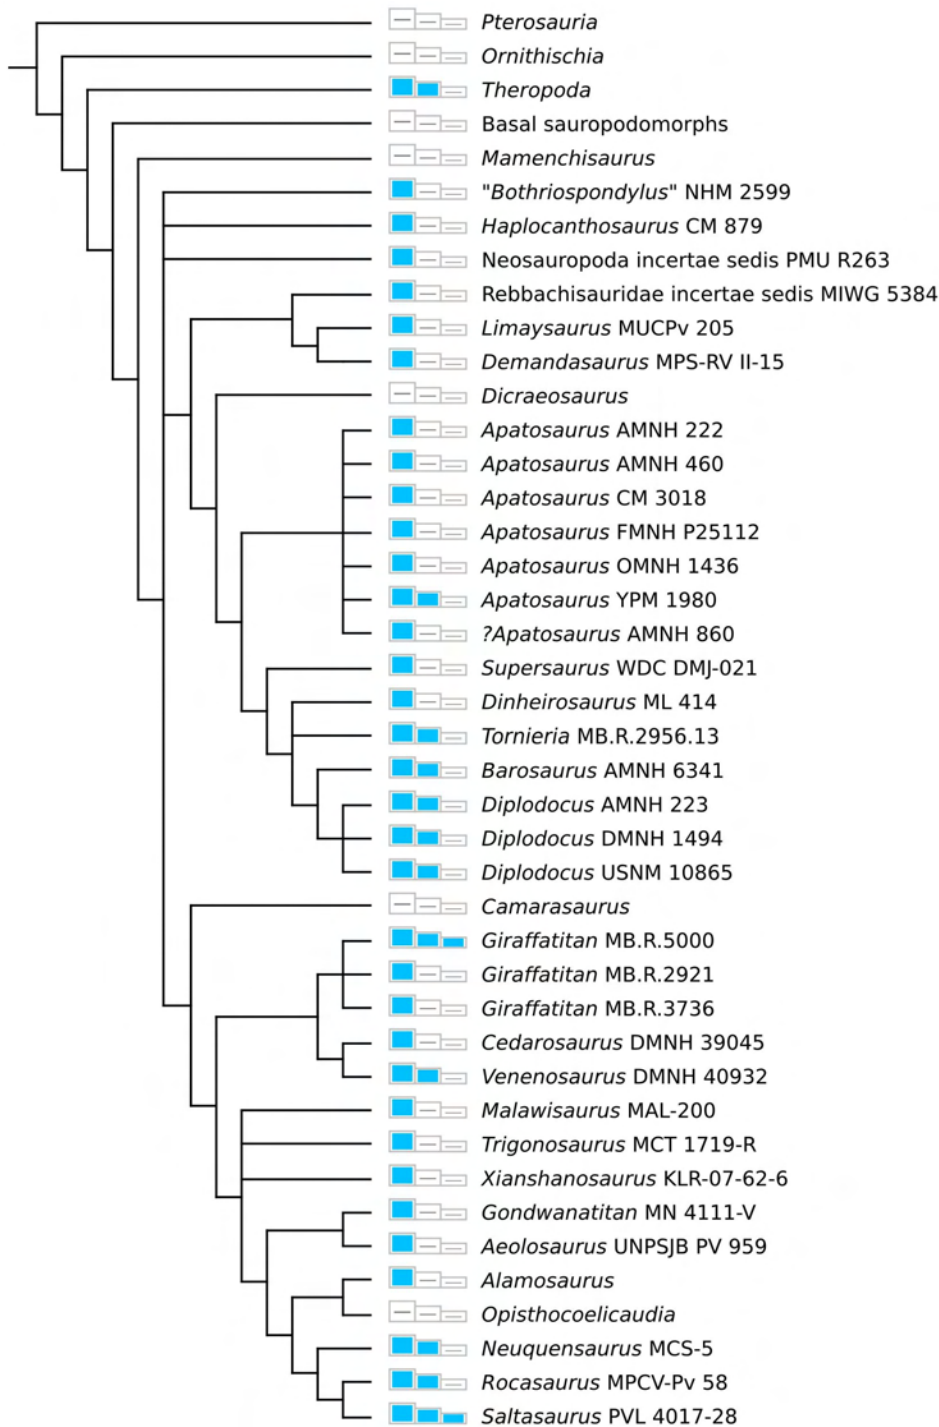 Pterosauria
Ornithischia
Theropoda
Basal sauropodomorphs
Mamenchisaurus
"Bothriospondylus" NHM 2599
Haplocanthosaurus CM 879
Neosauropoda incertae sedis PMU R263
Rebbachisauridae incertae sedis MIWG 5384
Limaysaurus MUCPv 205
Demandasaurus MPS-RV II-15
Dicraeosaurus
Apatosaurus AMNH 222
Apatosaurus AMNH 460
Apatosaurus CM 3018
Apatosaurus FMNH P25112
Apatosaurus OMNH 1436
Apatosaurus YPM 1980
?Apatosaurus AMNH 860
Supersaurus WDC DMJ-021
Dinheirosaurus ML 414
Tornieria MB.R.2956.13
Barosaurus AMNH 6341
Diplodocus AMNH 223
Diplodocus DMNH 1494
Diplodocus USNM 10865
Camarasaurus
Giraffatitan MB.R.5000
Giraffatitan MB.R.2921
Giraffatitan MB.R.3736
Cedarosaurus DMNH 39045
Venenosaurus DMNH 40932
Malawisaurus MAL-200
Trigonosaurus MCT 1719-R
Xianshanosaurus KLR-07-62-6
Gondwanatitan MN 4111-V
Aeolosaurus UNPSJB PV 959
Alamosaurus
Opisthocoelicaudia
Neuquensaurus MCS-5
Rocasaurus MPCV-Pv 58
Saltasaurus PVL 4017-28